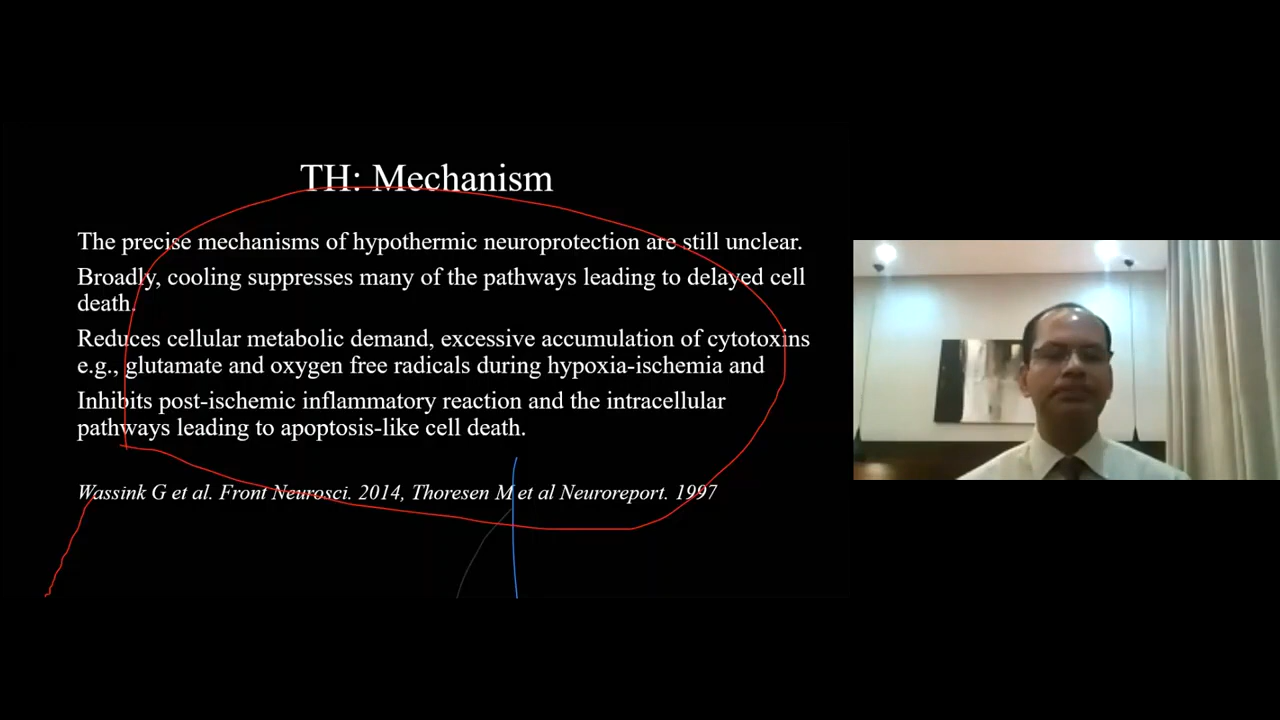 TH: Mechanism
The precise mechanisms of hypothermic neuroprotection are still unclear.
Broadly, cooling suppresses many of the pathways leading to delayed cell
death.
Reduces cellular metabolic demand, excessive accumulation of cytotoxins
e.g., glutamate and oxygen free radicals during hypoxia-ischemia and
Inhibits post-ischemic inflammatory reaction and the intracellular
pathways leading to apoptosis-like cell death.
Wassink G et al. Front Neurosci. 2014, Thoresen M et al Neuroreport. 1997